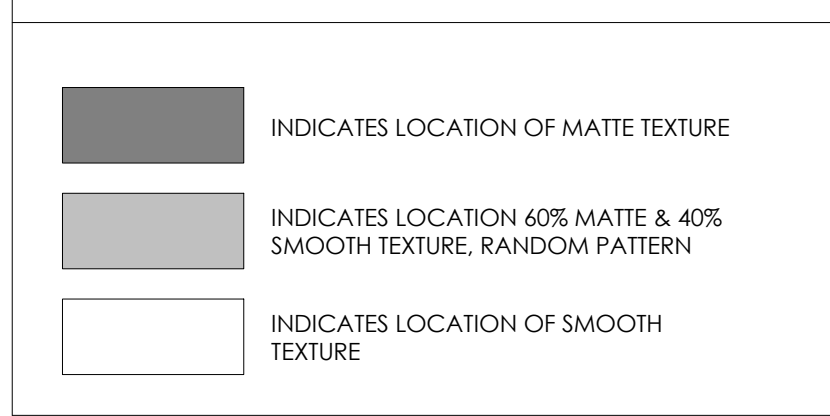 INDICATES LOCATION OF MATTE TEXTURE
INDICATES LOCATION 60% MATTE & 40%
SMOOTH TEXTURE, RANDOM PATTERN
INDICATES LOCATION OF SMOOTH
TEXTURE